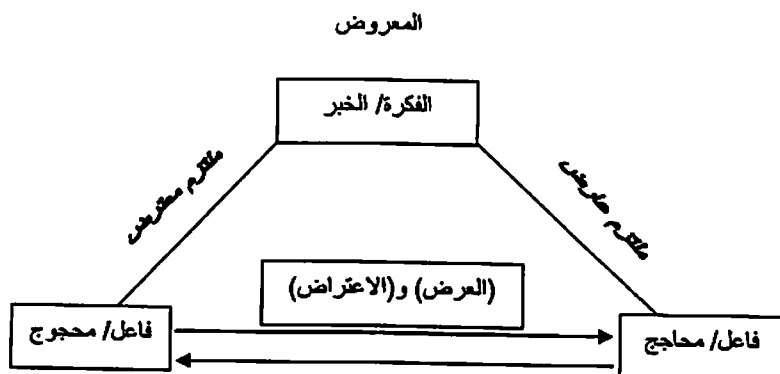 المعروض
الفكرة/ الخبر
ملتزم عارض
ملتزم معترض
(العرض) و(الاعتراض)
فاعل/ محاجج
فاعل/ محجوج